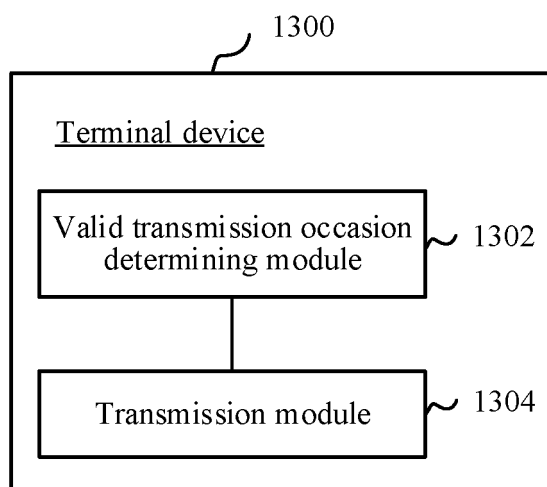 1300
Terminal device
Valid transmission occasion
determining module
1302
Transmission module
1304